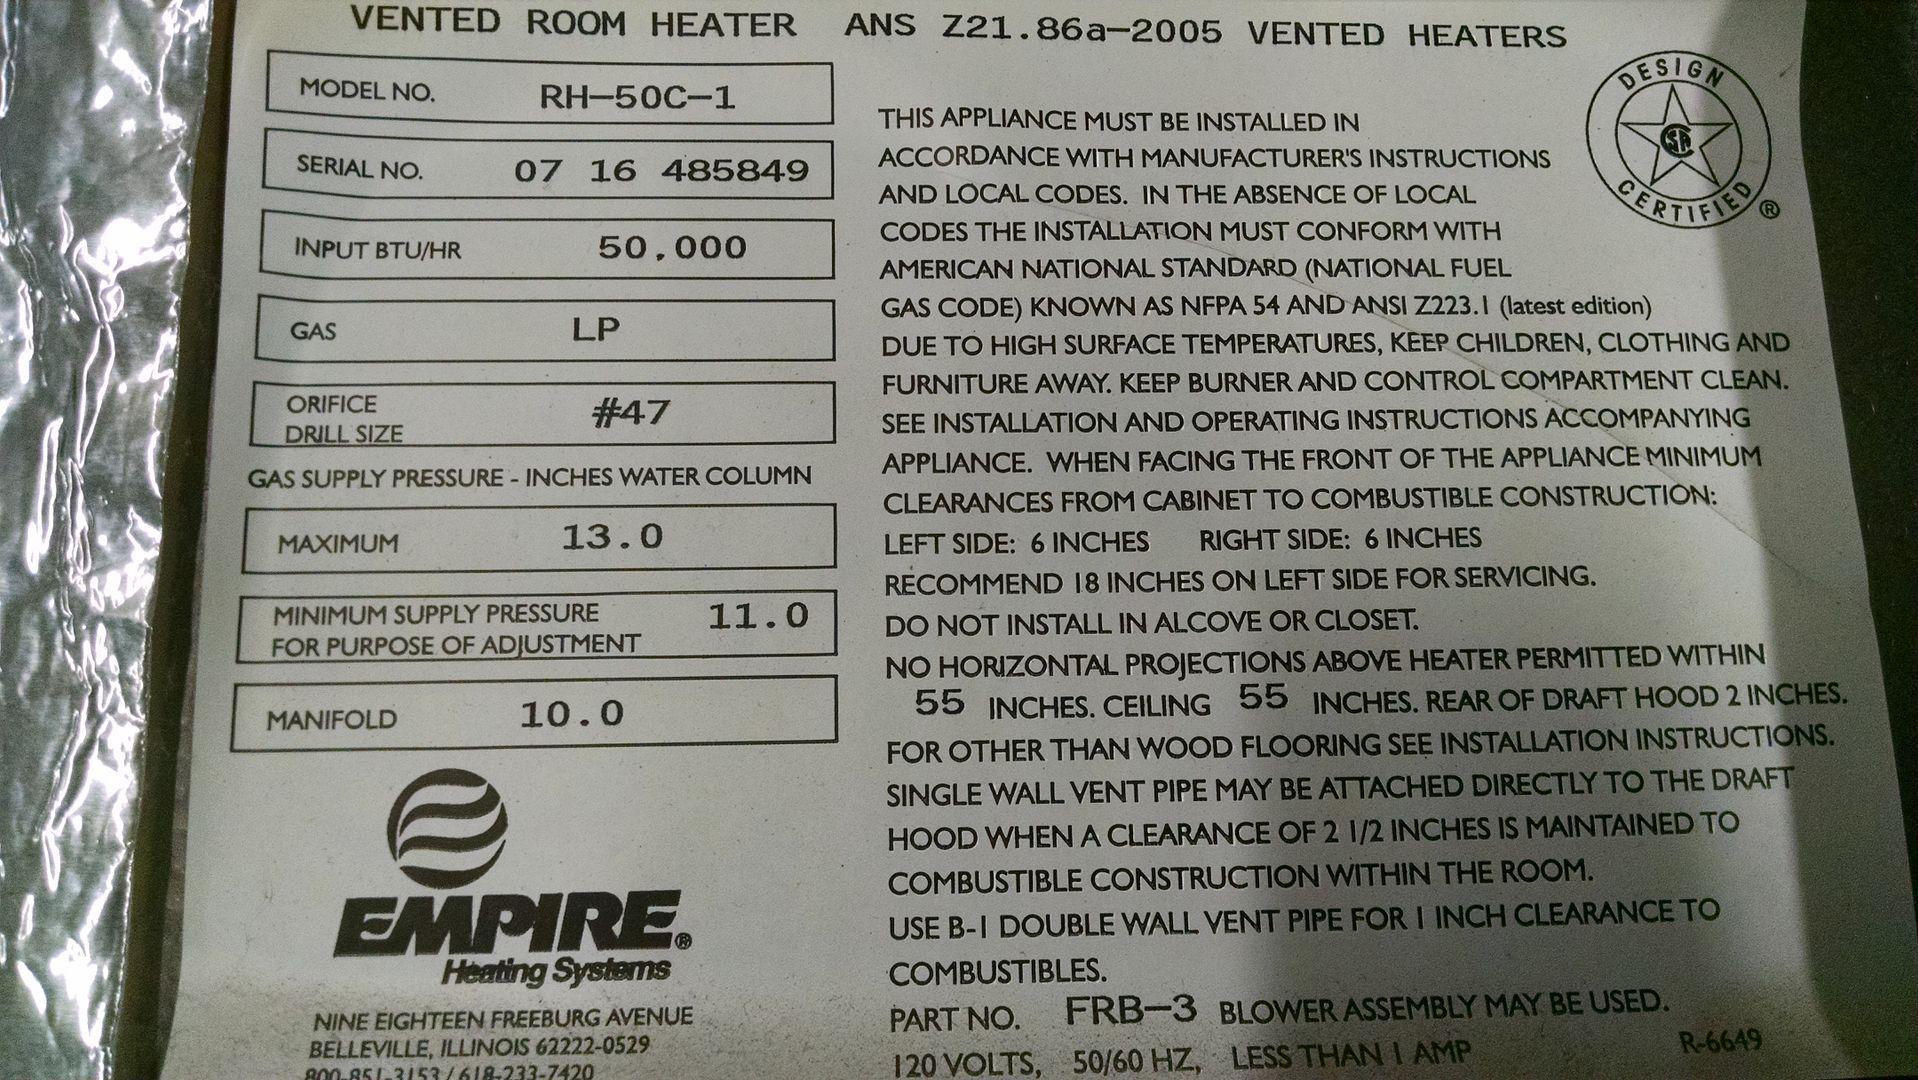 VENTED ROOM HEATER ANS Z21.86a-2005 VENTED HEATERS
MODEL NO. RH-50C-1
SERIAL NO. 07 16 485849
INPUT BTU/HR 50,000
GAS LP
ORIFICE
DRILL SIZE #47
GAS SUPPLY PRESSURE - INCHES WATER COLUMN
MAXIMUM 13.0
MINIMUM SUPPLY PRESSURE
FOR PURPOSE OF ADJUSTMENT 11.0
MANIFOLD 10.0
EMPIRE®
Heating Systems
NINE EIGHTEEN FREEBURG AVENUE
BELLEVILLE, ILLINOIS 62222-0529
800-851-3153 / 618-233-7420
THIS APPLIANCE MUST BE INSTALLED IN
ACCORDANCE WITH MANUFACTURER'S INSTRUCTIONS
AND LOCAL CODES. IN THE ABSENCE OF LOCAL
CODES THE INSTALLATION MUST CONFORM WITH
AMERICAN NATIONAL STANDARD (NATIONAL FUEL
GAS CODE) KNOWN AS NFPA 54 AND ANSI Z223.1 (latest edition)
DUE TO HIGH SURFACE TEMPERATURES, KEEP CHILDREN, CLOTHING AND
FURNITURE AWAY. KEEP BURNER AND CONTROL COMPARTMENT CLEAN.
SEE INSTALLATION AND OPERATING INSTRUCTIONS ACCOMPANYING
APPLIANCE. WHEN FACING THE FRONT OF THE APPLIANCE MINIMUM
CLEARANCES FROM CABINET TO COMBUSTIBLE CONSTRUCTION:
LEFT SIDE: 6 INCHES RIGHT SIDE: 6 INCHES
RECOMMEND 18 INCHES ON LEFT SIDE FOR SERVICING.
DO NOT INSTALL IN ALCOVE OR CLOSET.
NO HORIZONTAL PROJECTIONS ABOVE HEATER PERMITTED WITHIN
55 INCHES. CEILING 55 INCHES. REAR OF DRAFT HOOD 2 INCHES.
FOR OTHER THAN WOOD FLOORING SEE INSTALLATION INSTRUCTIONS.
SINGLE WALL VENT PIPE MAY BE ATTACHED DIRECTLY TO THE DRAFT
HOOD WHEN A CLEARANCE OF 2 1/2 INCHES IS MAINTAINED TO
COMBUSTIBLE CONSTRUCTION WITHIN THE ROOM.
USE B-1 DOUBLE WALL VENT PIPE FOR 1 INCH CLEARANCE TO
COMBUSTIBLES.
PART NO. FRB-3 BLOWER ASSEMBLY MAY BE USED.
120 VOLTS, 50/60 HZ, LESS THAN 1 AMP
R-6649
DESIGN
CSA
CERTIFIED®